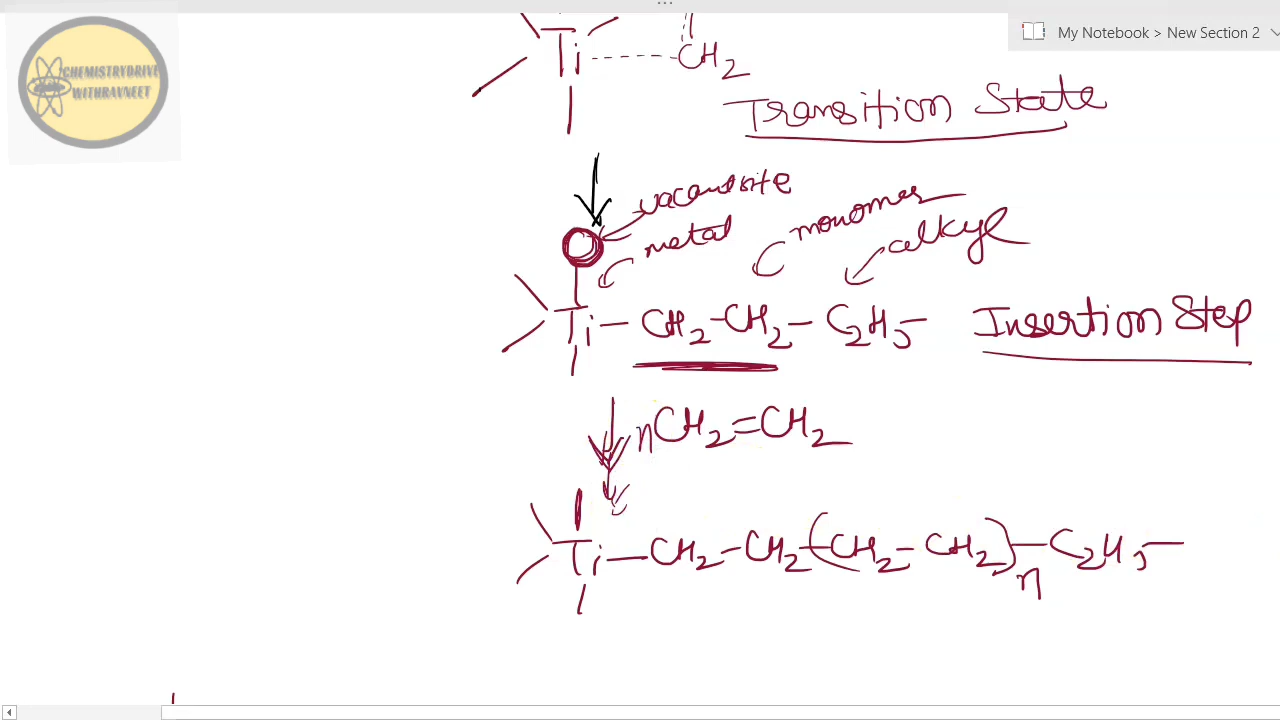 My Notebook > New Section 2
CHEMISTRYDRIVE
WITHRAVNEET
Ti CH2
Transition State
vacant site
metal
monomer
alkyl
Ti-CH2-CH2-C2H5- Insertion Step
nCH2=CH2
Ti-CH2-CH2(CH2-CH2)n-C2H5-